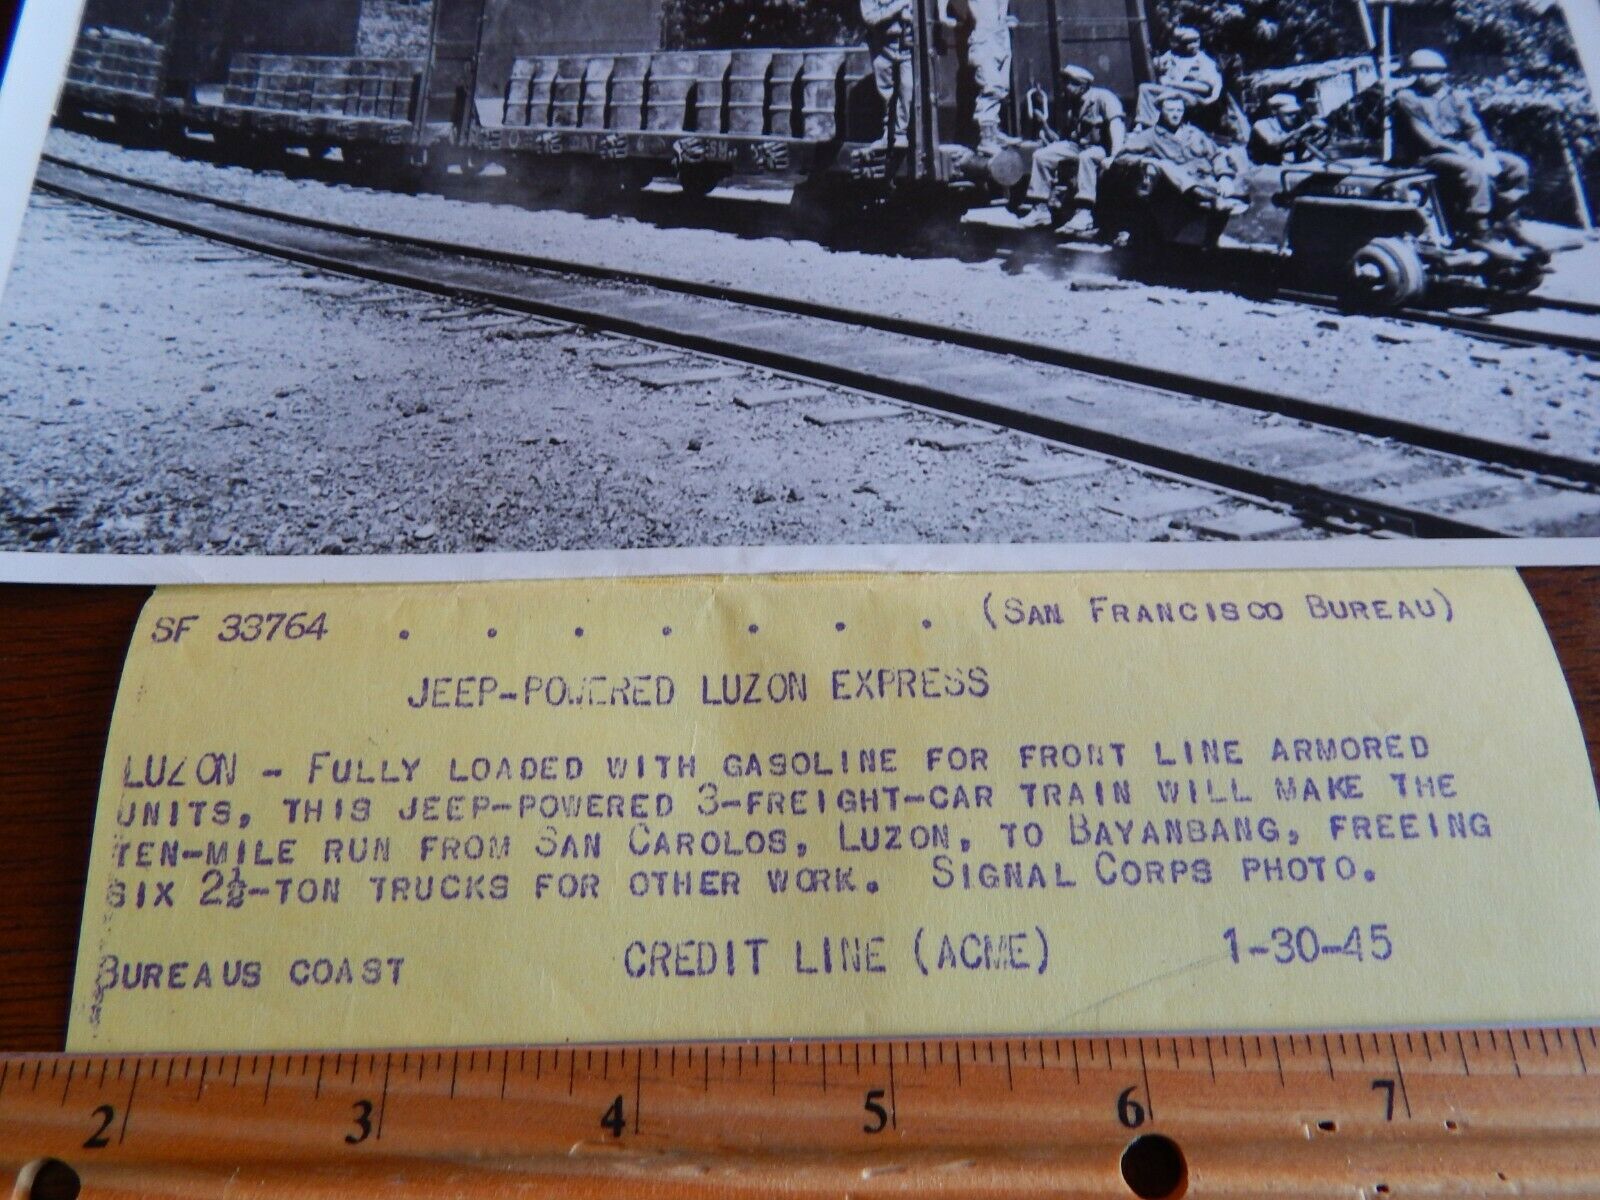 SF 33764 . . . . . . . (San Francisco Bureau)
JEEP-POWERED LUZON EXPRESS
LUZON - Fully loaded with gasoline for front line armored
units, this jeep-powered 3-freight-car train will make the
ten-mile run from San Carolos, Luzon, to Bayanbang, freeing
six 2½-ton trucks for other work. Signal Corps photo.
Bureaus coast CREDIT LINE (ACME) 1-30-45
2 3 4 5 6 7